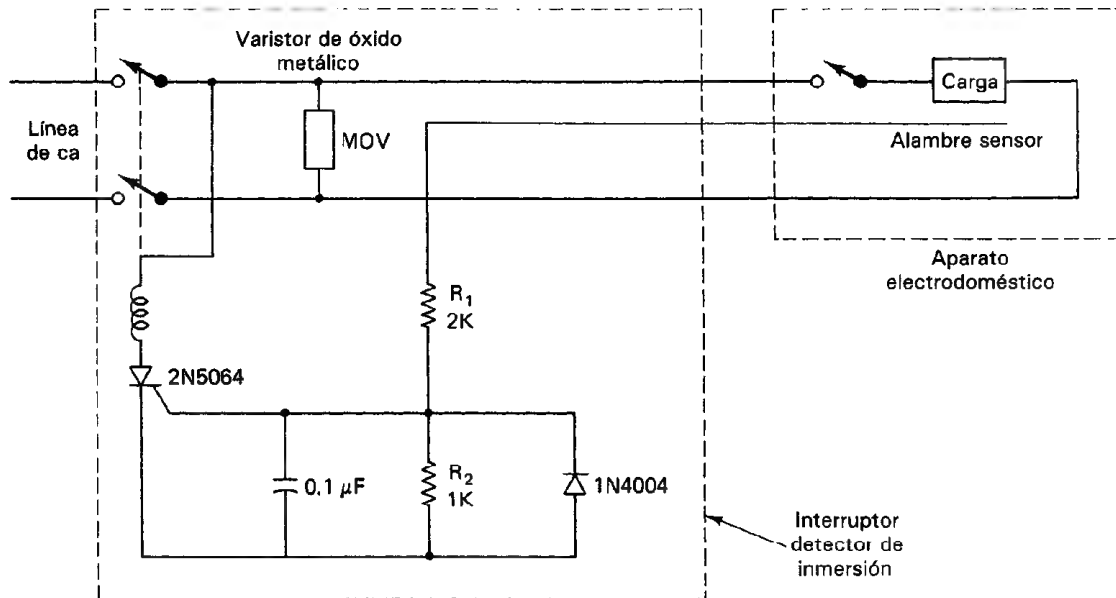 Varistor de óxido
metálico
Línea
de ca
MOV
Carga
Alambre sensor
Aparato
electrodoméstico
R1
2K
2N5064
0.1 μF
R2
1K
1N4004
Interruptor
detector de
inmersión